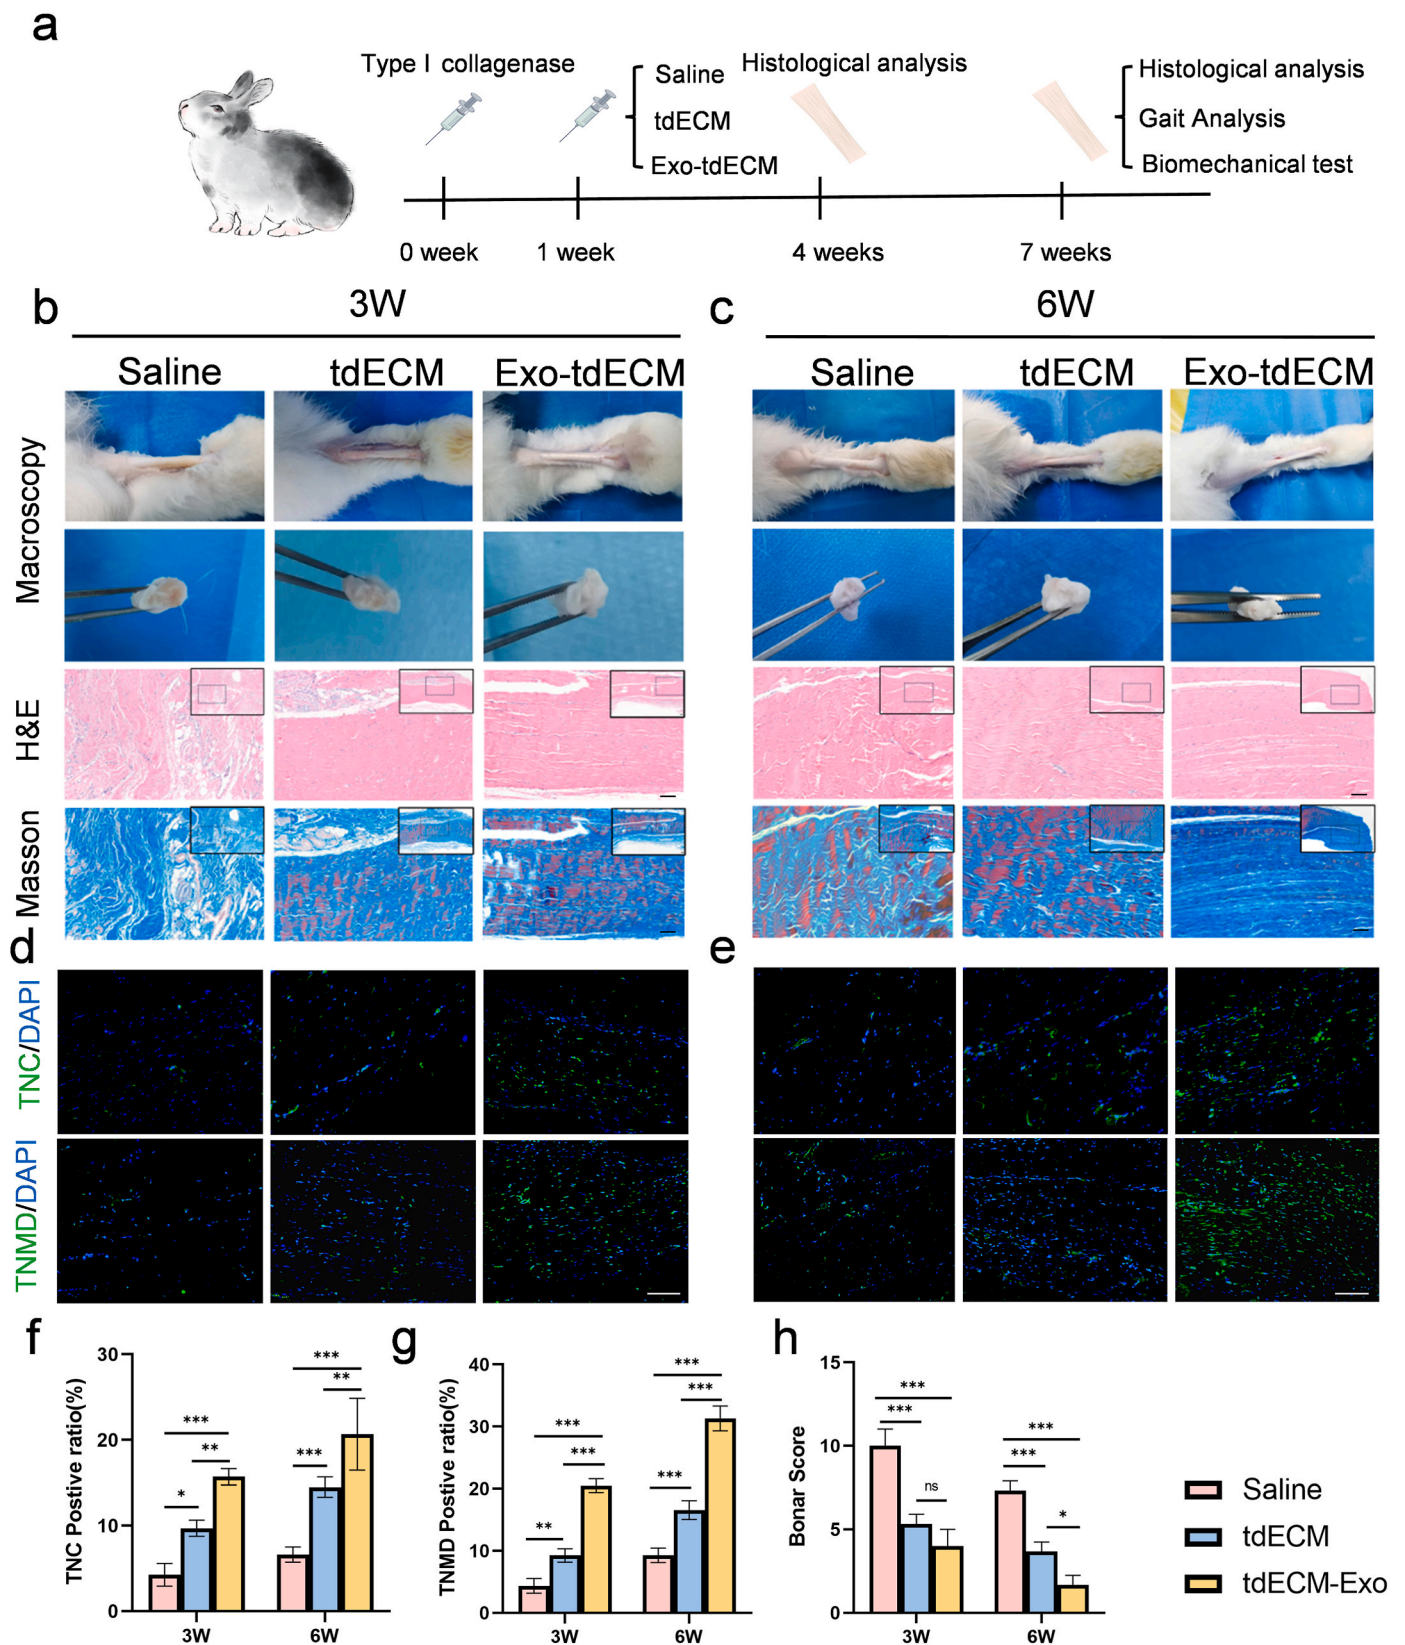 a
Type I collagenase
Saline
tdECM
Exo-tdECM
Histological analysis
Histological analysis
Gait Analysis
Biomechanical test
0 week
1 week
4 weeks
7 weeks
b
3W
Saline
tdECM
Exo-tdECM
c
6W
Saline
tdECM
Exo-tdECM
Macroscopy
H&E
Masson
d
e
TNC/DAPI
TNMD/DAPI
f
TNC Postive ratio(%)
30
20
10
0
***
**
*
***
**
***
3W
6W
g
TNMD Postive ratio(%)
40
30
20
10
0
***
***
**
***
***
***
3W
6W
h
Bonar Score
15
10
5
0
***
***
ns
***
***
*
3W
6W
Saline
tdECM
tdECM-Exo